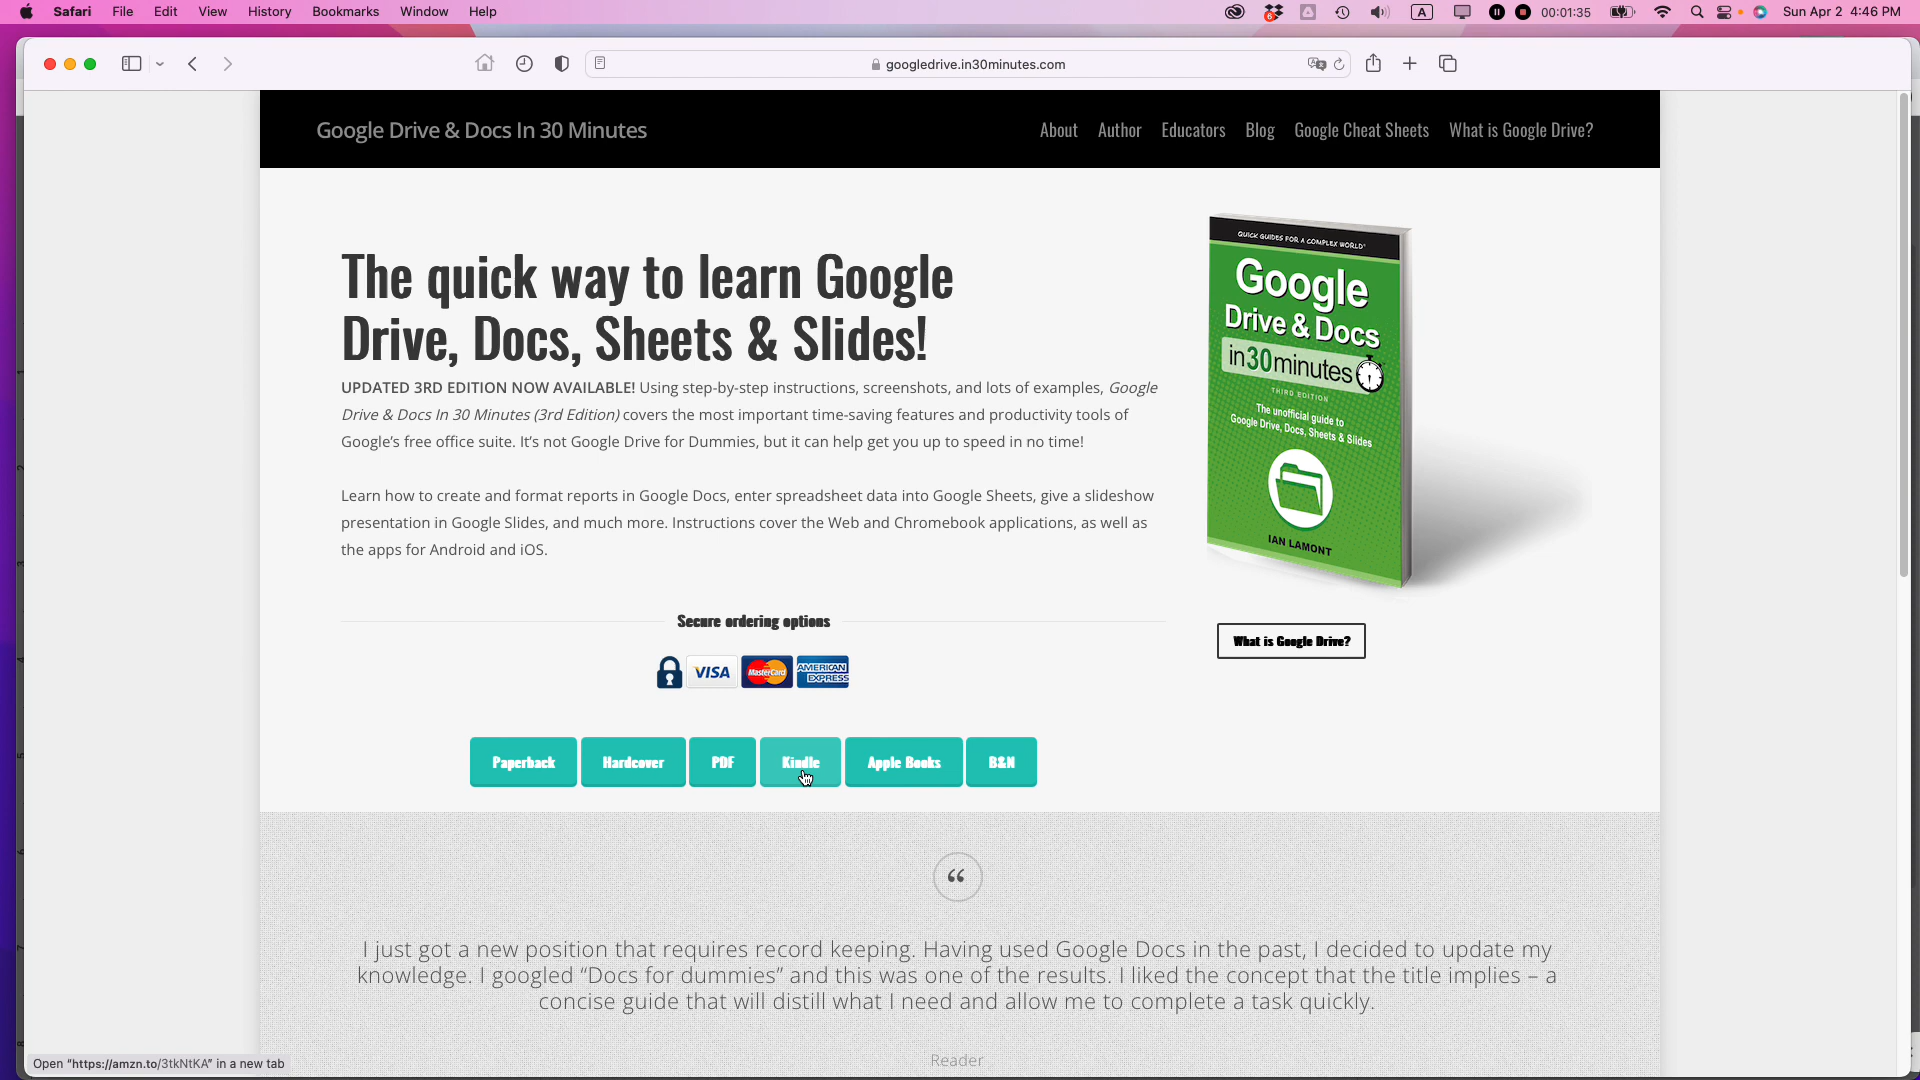 Safari File Edit View History Bookmarks Window Help
6 A 00:01:35 Sun Apr 2 4:46 PM
googledrive.in30minutes.com
Google Drive & Docs In 30 Minutes
About Author Educators Blog Google Cheat Sheets What is Google Drive?
The quick way to learn Google
Drive, Docs, Sheets & Slides!
UPDATED 3RD EDITION NOW AVAILABLE! Using step-by-step instructions, screenshots, and lots of examples, Google
Drive & Docs In 30 Minutes (3rd Edition) covers the most important time-saving features and productivity tools of
Google's free office suite. It's not Google Drive for Dummies, but it can help get you up to speed in no time!
Learn how to create and format reports in Google Docs, enter spreadsheet data into Google Sheets, give a slideshow
presentation in Google Slides, and much more. Instructions cover the Web and Chromebook applications, as well as
the apps for Android and iOS.
QUICK GUIDES FOR A COMPLEX WORLD®
Google
Drive & Docs
in 30 minutes
THIRD EDITION
The unofficial guide to
Google Drive, Docs, Sheets & Slides
IAN LAMONT
What is Google Drive?
Secure ordering options
VISA MasterCard AMERICAN EXPRESS
Paperback Hardcover PDF Kindle Apple Books B&N
“
I just got a new position that requires record keeping. Having used Google Docs in the past, I decided to update my
knowledge. I googled “Docs for dummies” and this was one of the results. I liked the concept that the title implies – a
concise guide that will distill what I need and allow me to complete a task quickly.
Reader
Open “https://amzn.to/3tkNtKA” in a new tab